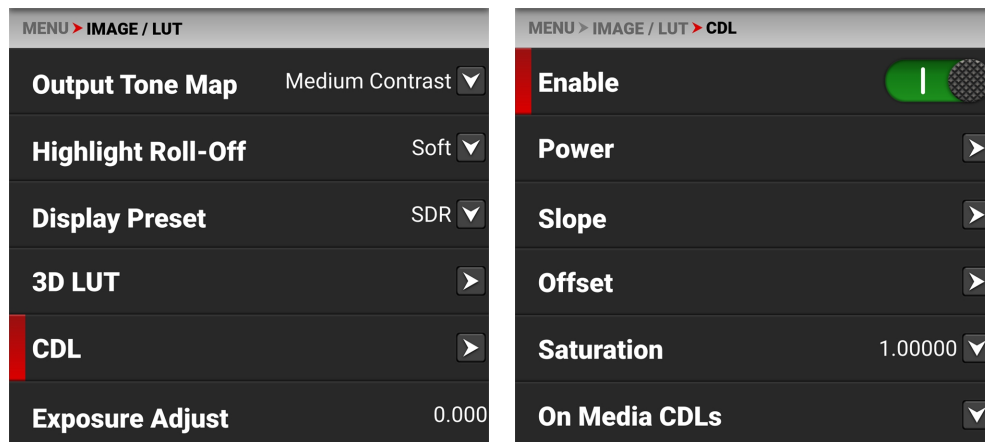 MENU > IMAGE / LUT
Output Tone Map Medium Contrast
Highlight Roll-Off Soft
Display Preset SDR
3D LUT
CDL
Exposure Adjust 0.000
MENU > IMAGE / LUT > CDL
Enable
Power
Slope
Offset
Saturation 1.00000
On Media CDLs